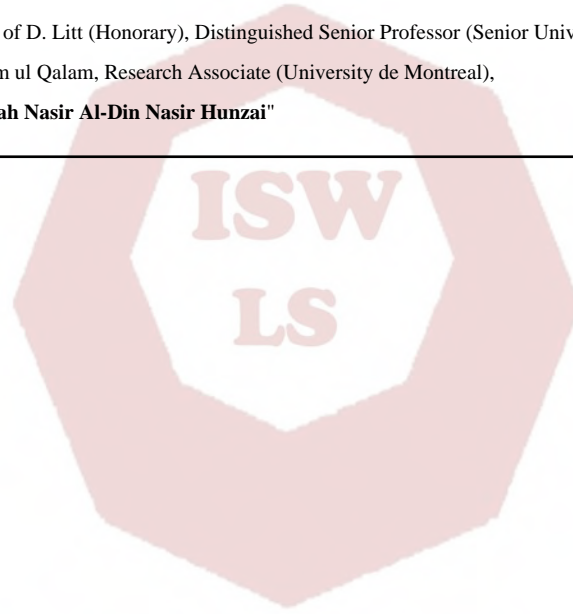 of D. Litt (Honorary), Distinguished Senior Professor (Senior Univ
m ul Qalam, Research Associate (University de Montreal),
ah Nasir Al-Din Nasir Hunzai"
ISW
LS